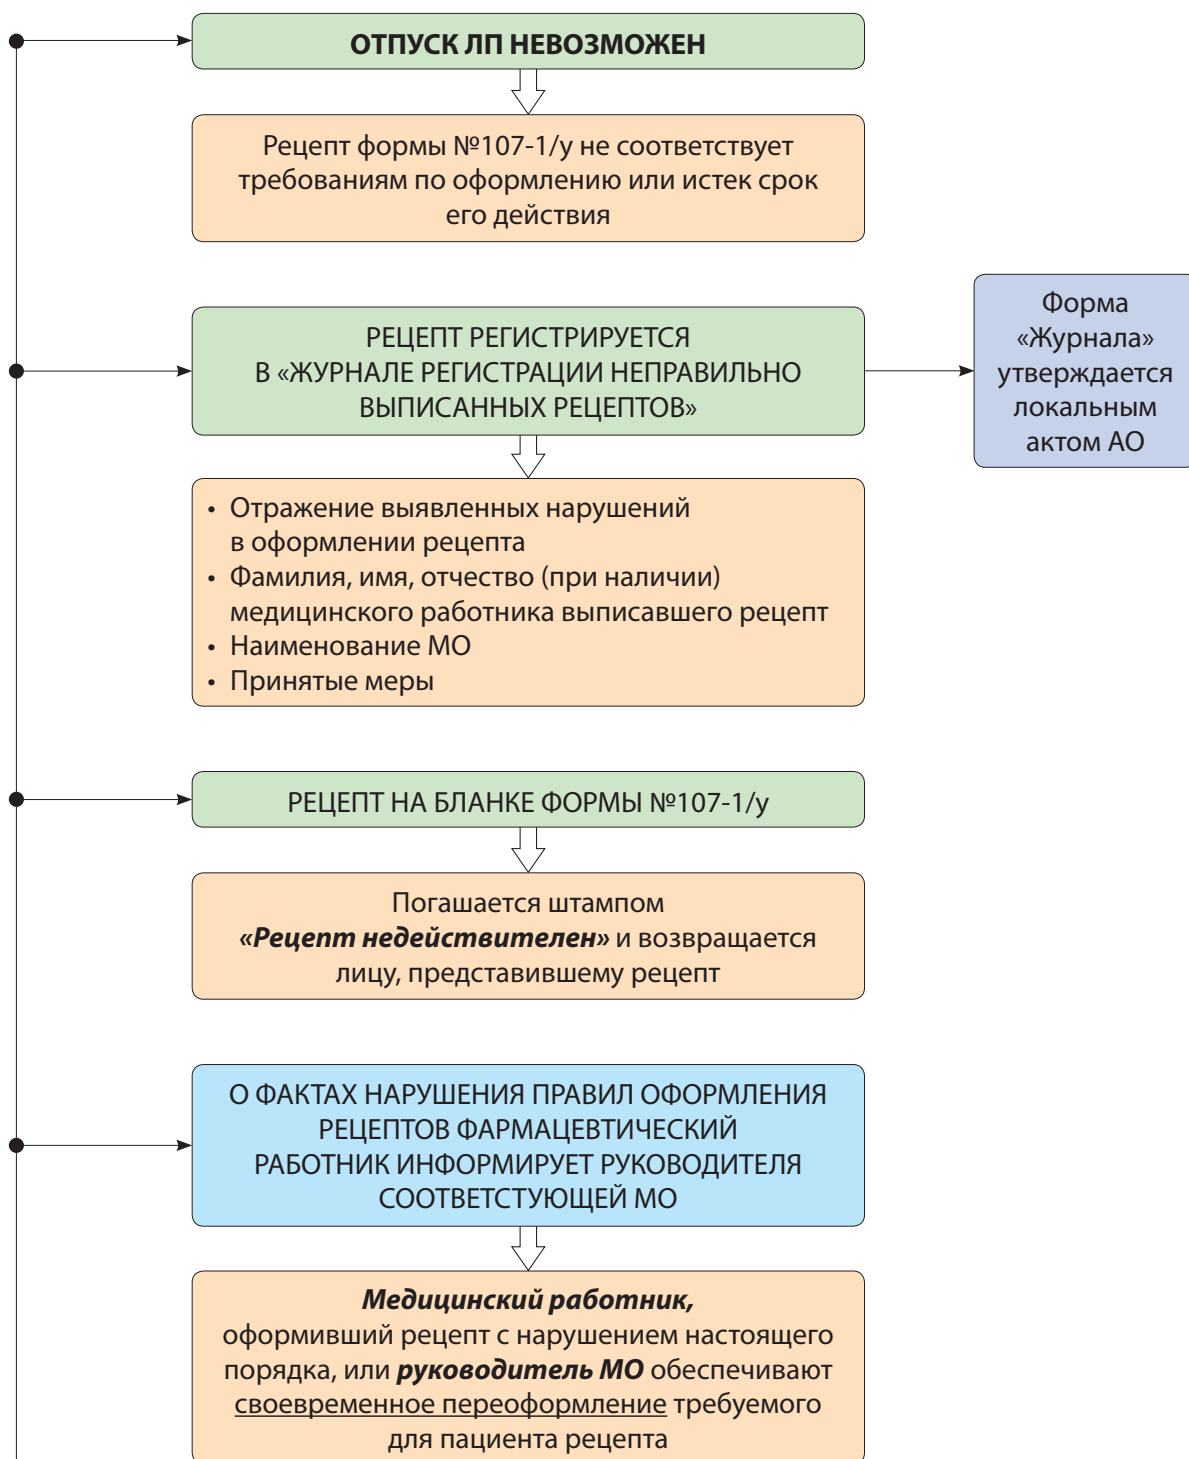 ОТПУСК ЛП НЕВОЗМОЖЕН
Рецепт формы №107-1/у не соответствует
требованиям по оформлению или истек срок
его действия
РЕЦЕПТ РЕГИСТРИРУЕТСЯ
В «ЖУРНАЛЕ РЕГИСТРАЦИИ НЕПРАВИЛЬНО
ВЫПИСАННЫХ РЕЦЕПТОВ»
Форма
«Журнала»
утверждается
локальным
актом АО
• Отражение выявленных нарушений
в оформлении рецепта
• Фамилия, имя, отчество (при наличии)
медицинского работника выписавшего рецепт
• Наименование МО
• Принятые меры
РЕЦЕПТ НА БЛАНКЕ ФОРМЫ №107-1/у
Погашается штампом
«Рецепт недействителен» и возвращается
лицу, представившему рецепт
О ФАКТАХ НАРУШЕНИЯ ПРАВИЛ ОФОРМЛЕНИЯ
РЕЦЕПТОВ ФАРМАЦЕВТИЧЕСКИЙ
РАБОТНИК ИНФОРМИРУЕТ РУКОВОДИТЕЛЯ
СООТВЕТСТУЮЩЕЙ МО
Медицинский работник,
оформивший рецепт с нарушением настоящего
порядка, или руководитель МО обеспечивают
своевременное переоформление требуемого
для пациента рецепта